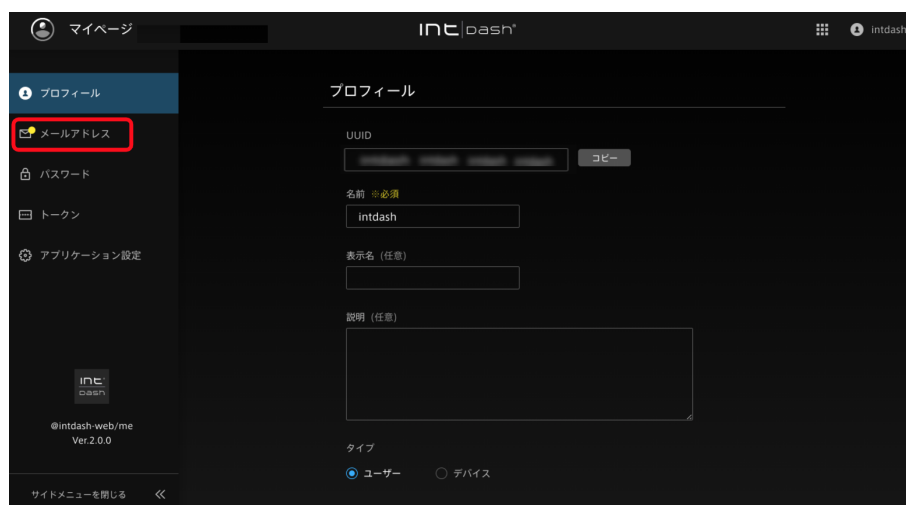 マイページ
intdash
intdash
プロフィール
メールアドレス
パスワード
トークン
アプリケーション設定
intdash
@intdash-web/me
Ver.2.0.0
サイドメニューを閉じる
プロフィール
UUID
コピー
名前 ※必須
intdash
表示名 (任意)
説明 (任意)
タイプ
ユーザー
デバイス